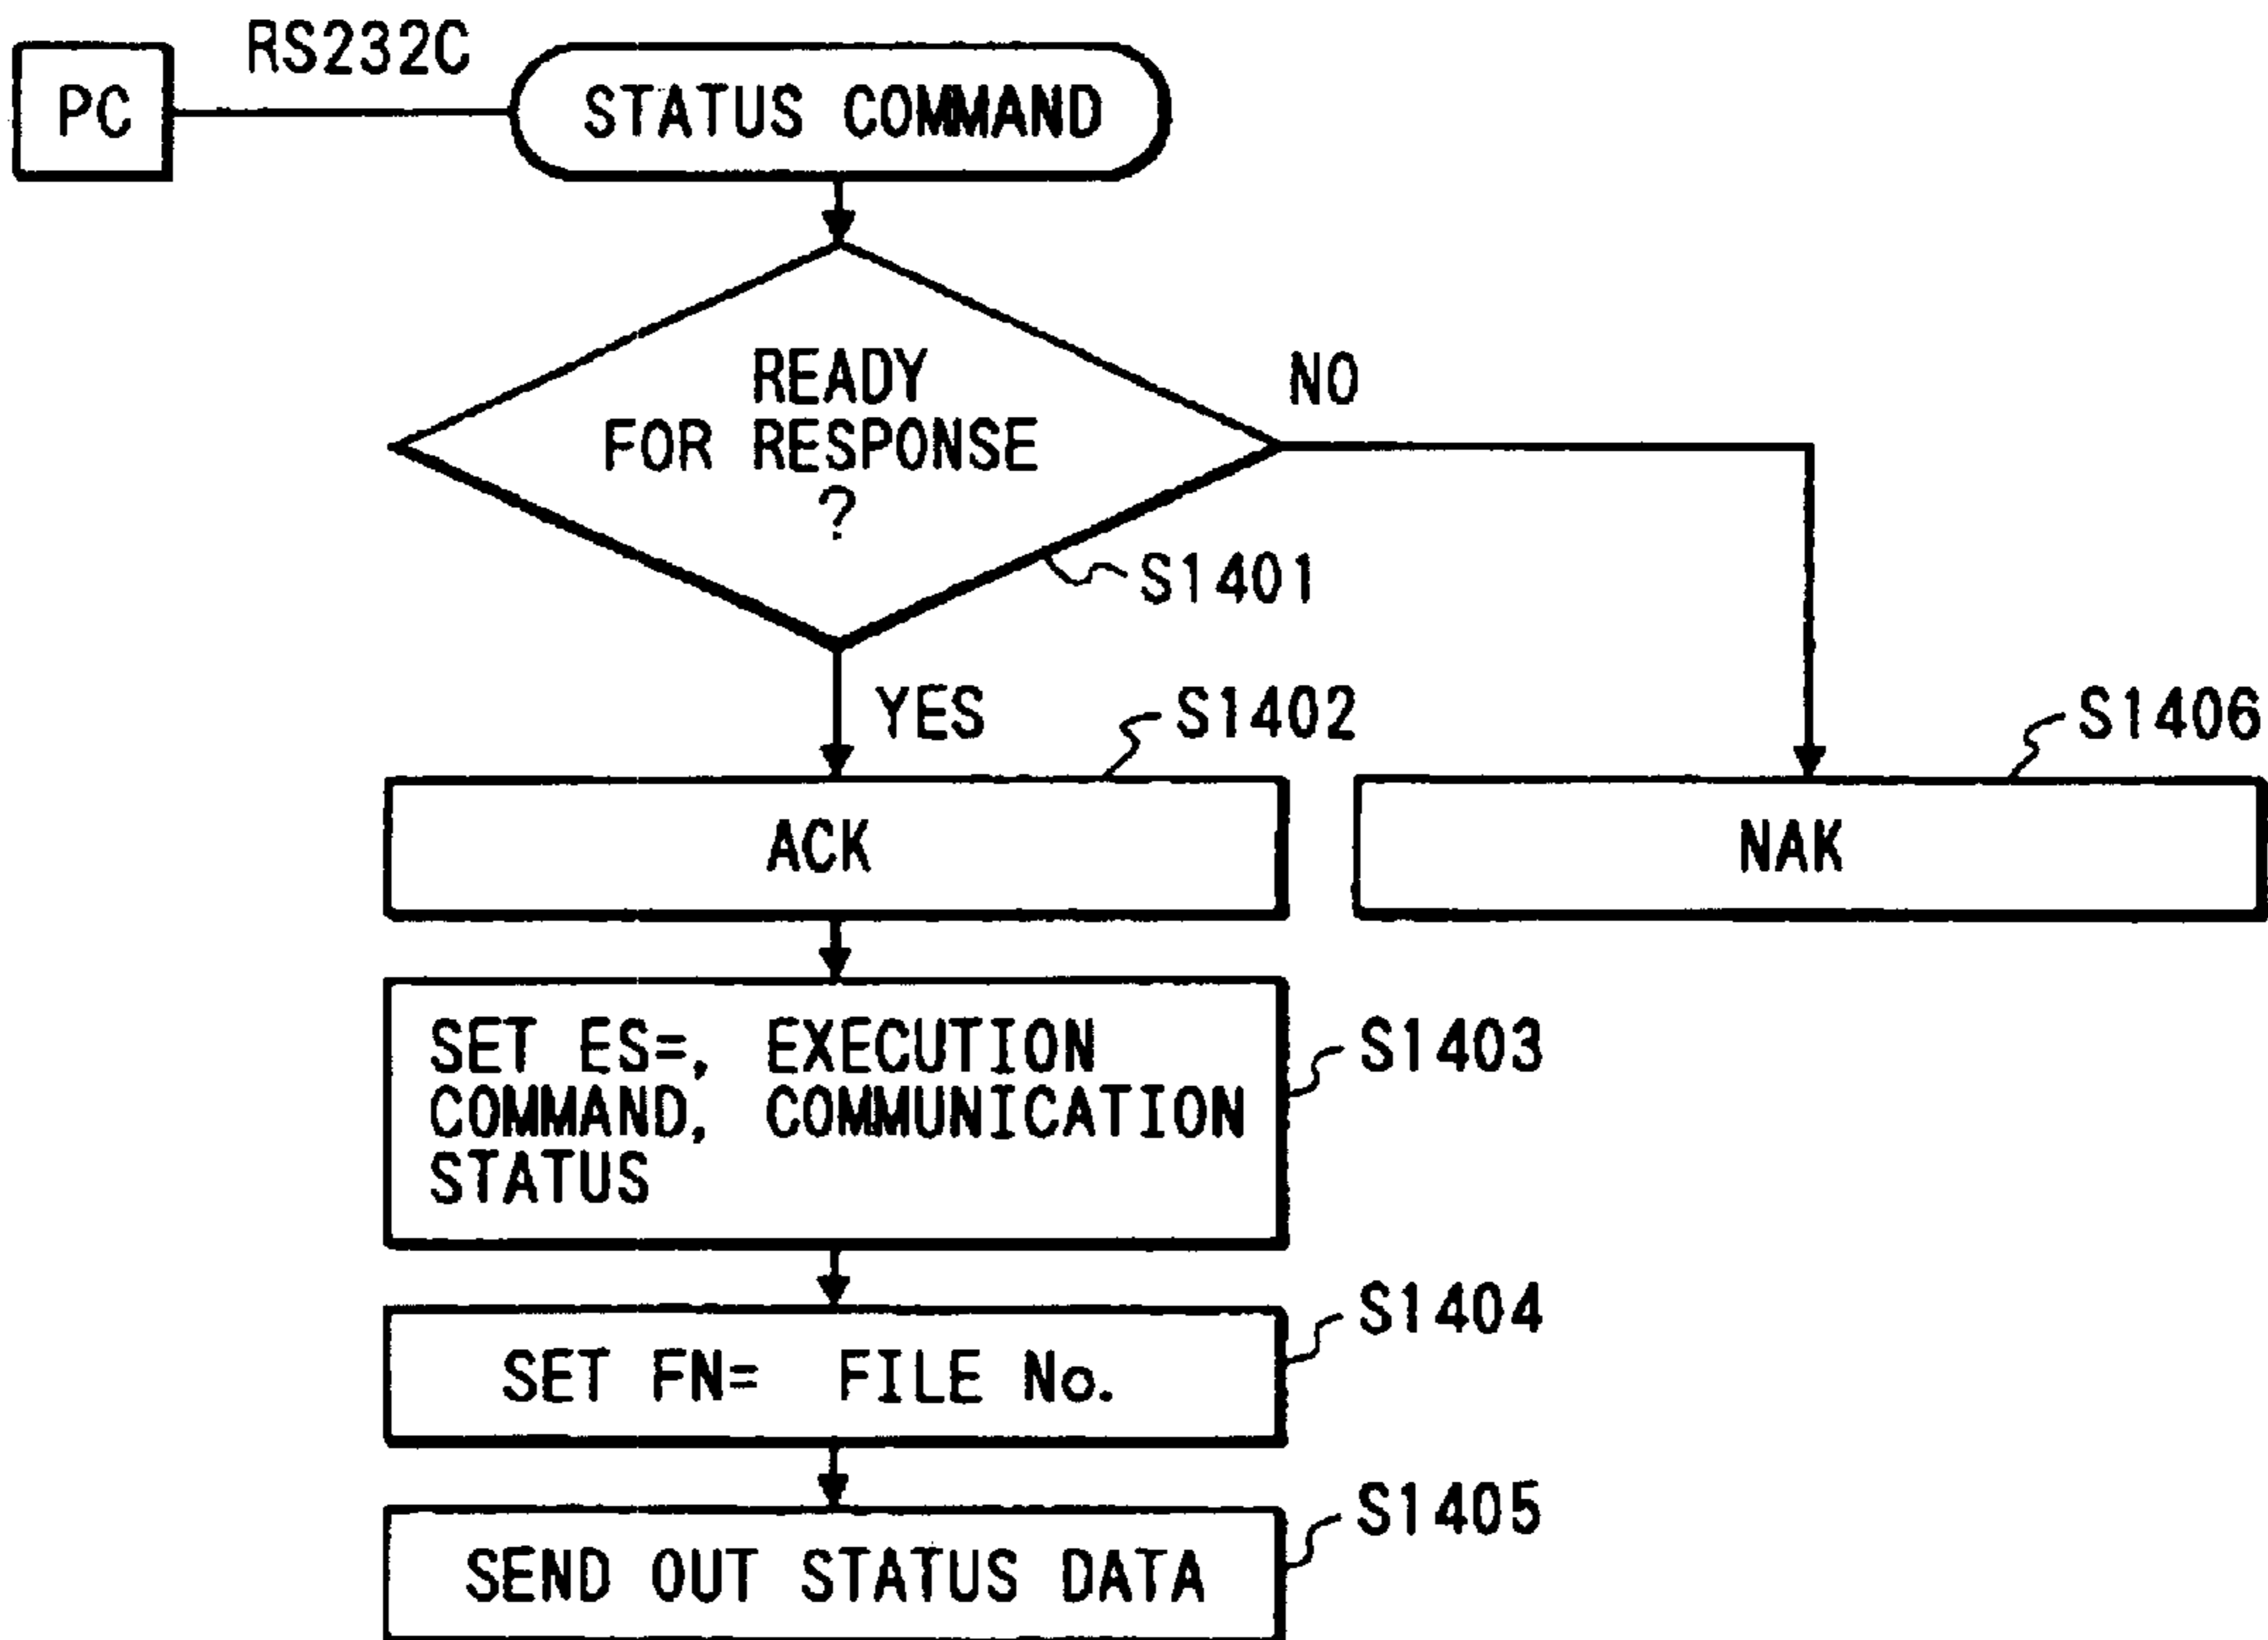 RS232C
PC
STATUS COMMAND
READY
FOR RESPONSE
?
NO
S1401
YES
S1402
S1406
ACK
NAK
SET ES=, EXECUTION
COMMAND, COMMUNICATION
STATUS
S1403
S1404
SET FN= FILE No.
S1405
SEND OUT STATUS DATA